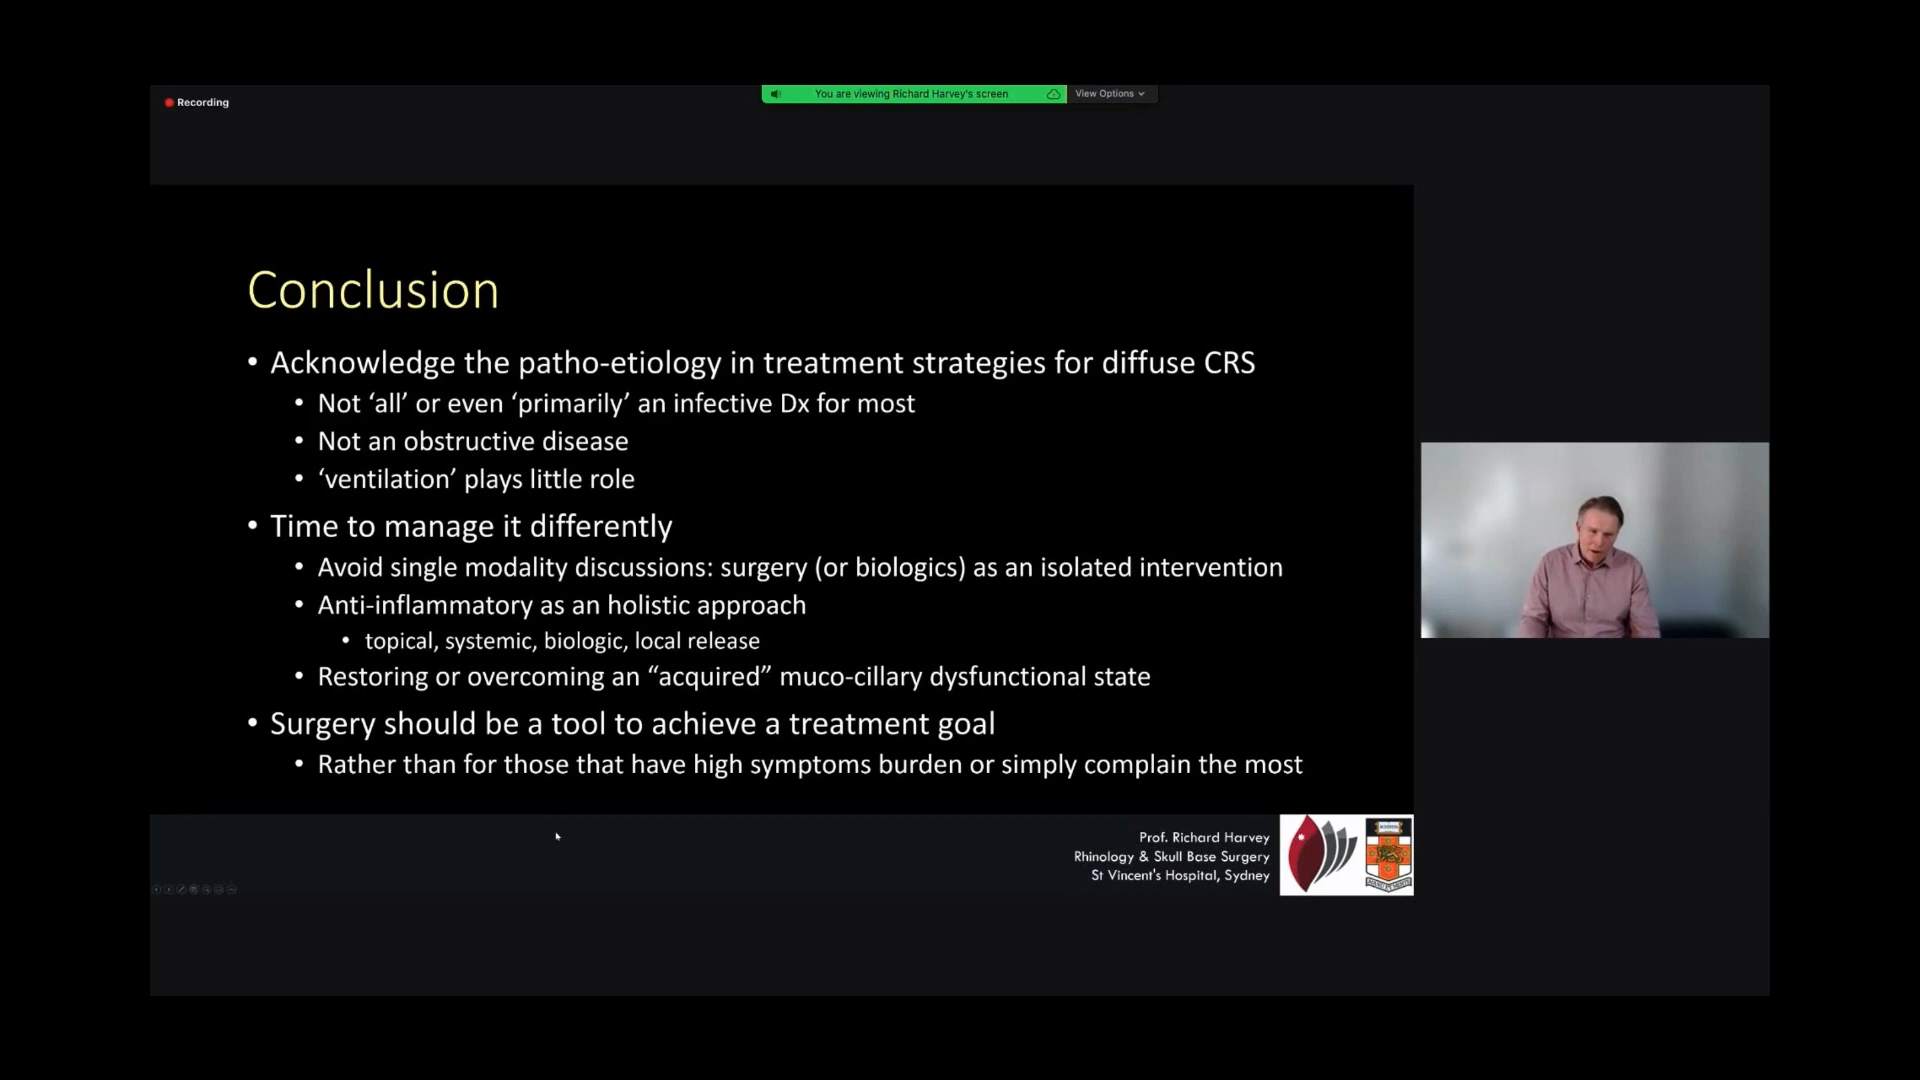 Recording
You are viewing Richard Harvey's screen
View Options
Conclusion
• Acknowledge the patho-etiology in treatment strategies for diffuse CRS
• Not ‘all’ or even ‘primarily’ an infective Dx for most
• Not an obstructive disease
• ‘ventilation’ plays little role
• Time to manage it differently
• Avoid single modality discussions: surgery (or biologics) as an isolated intervention
• Anti-inflammatory as an holistic approach
• topical, systemic, biologic, local release
• Restoring or overcoming an “acquired” muco-cillary dysfunctional state
• Surgery should be a tool to achieve a treatment goal
• Rather than for those that have high symptoms burden or simply complain the most
Prof. Richard Harvey
Rhinology & Skull Base Surgery
St Vincent's Hospital, Sydney